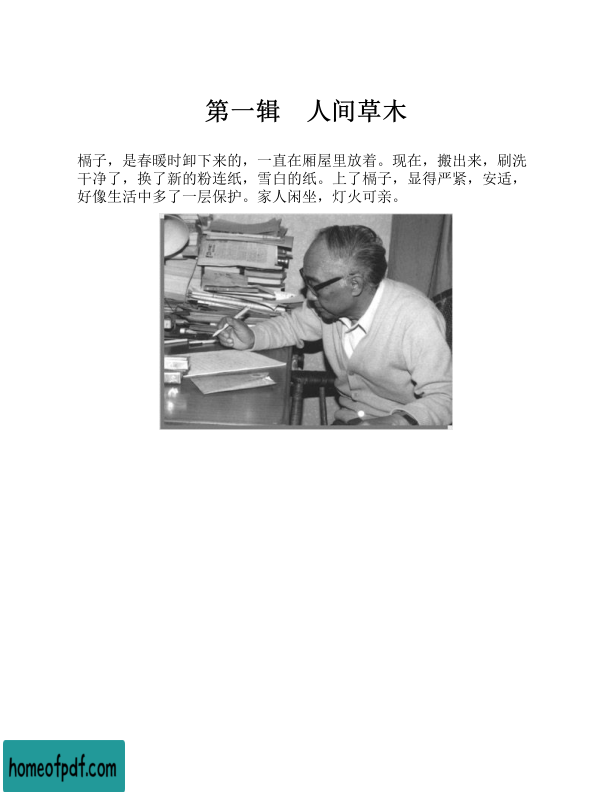 第一辑　人间草木
槅子，是春暖时卸下来的，一直在厢屋里放着。现在，搬出来，刷洗
干净了，换了新的粉连纸，雪白的纸。上了槅子，显得严紧，安适，
好像生活中多了一层保护。家人闲坐，灯火可亲。
homeofpdf.com